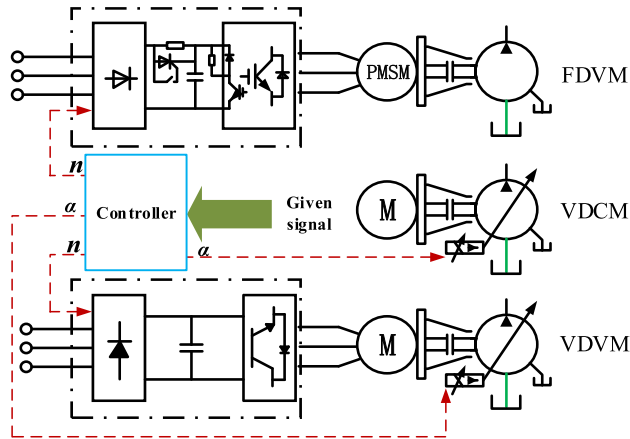 PMSM
FDVM
n
α
n
Controller
Given
signal
α
M
VDCM
M
VDVM